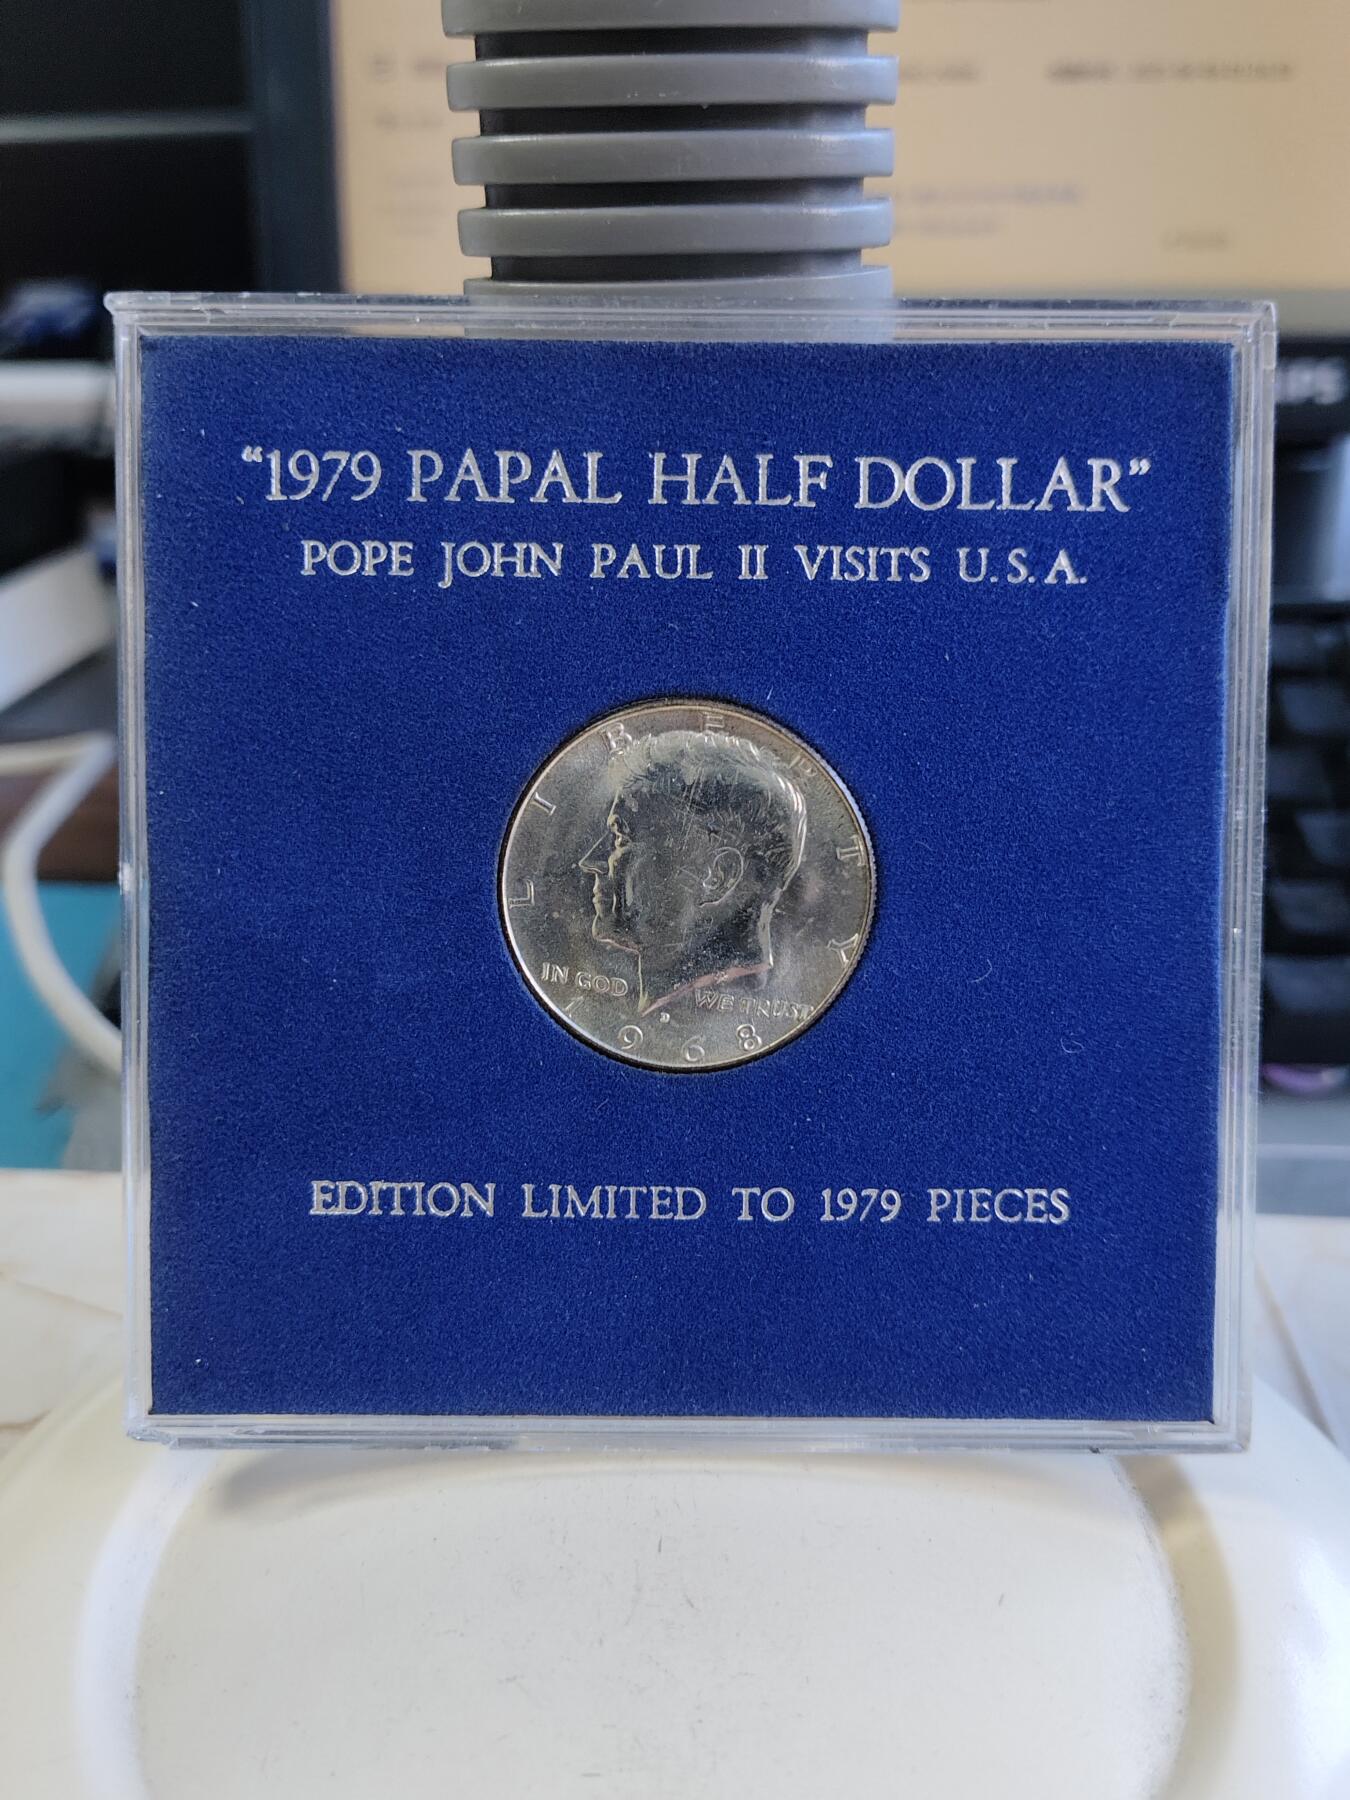 “1979 PAPAL HALF DOLLAR”
POPE JOHN PAUL II VISITS U.S.A.
LIBERTY
IN GOD WE TRUST
D
1968
EDITION LIMITED TO 1979 PIECES